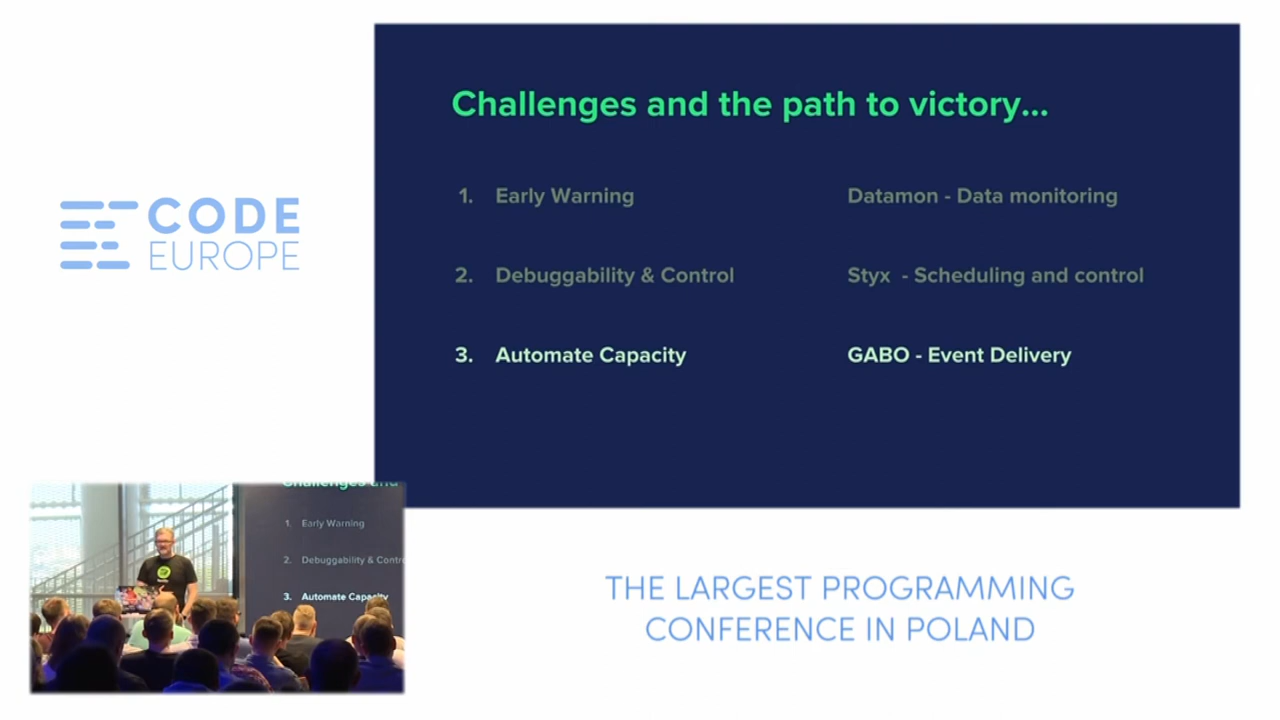 Challenges and the path to victory...
1. Early Warning Datamon - Data monitoring
2. Debuggability & Control Styx - Scheduling and control
3. Automate Capacity GABO - Event Delivery
CODE
EUROPE
Challenges and
1. Early Warning
2. Debuggability & Contr
3. Automate Capacity
THE LARGEST PROGRAMMING
CONFERENCE IN POLAND